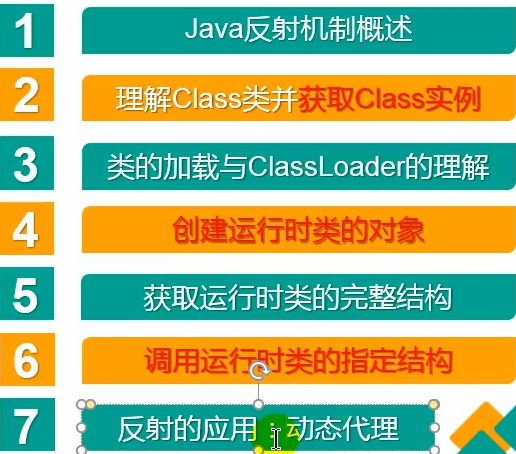 1 Java反射机制概述
2 理解Class类并获取Class实例
3 类的加载与ClassLoader的理解
4 创建运行时类的对象
5 获取运行时类的完整结构
6 调用运行时类的指定结构
7 反射的应用：动态代理